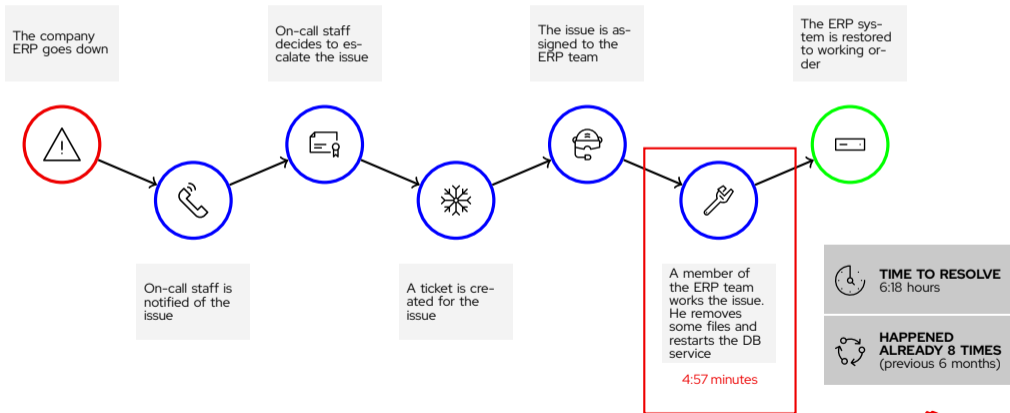 The company
ERP goes down
On-call staff is
notified of the
issue
On-call staff
decides to es-
calate the issue
A ticket is cre-
ated for the
issue
The issue is as-
signed to the
ERP team
A member of
the ERP team
works the issue.
He removes
some files and
restarts the DB
service
4:57 minutes
The ERP sys-
tem is restored
to working or-
der
TIME TO RESOLVE
6:18 hours
HAPPENED
ALREADY 8 TIMES
(previous 6 months)